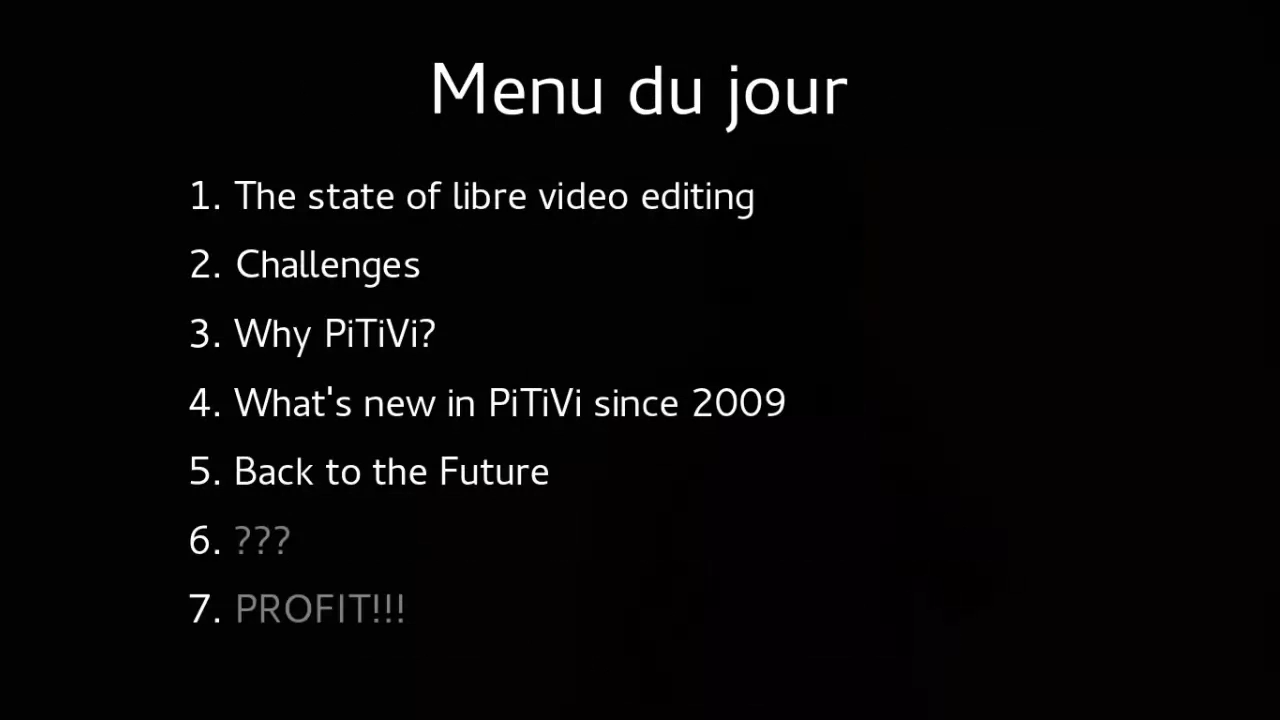 Menu du jour
1. The state of libre video editing
2. Challenges
3. Why PiTiVi?
4. What's new in PiTiVi since 2009
5. Back to the Future
6. ???
7. PROFIT!!!